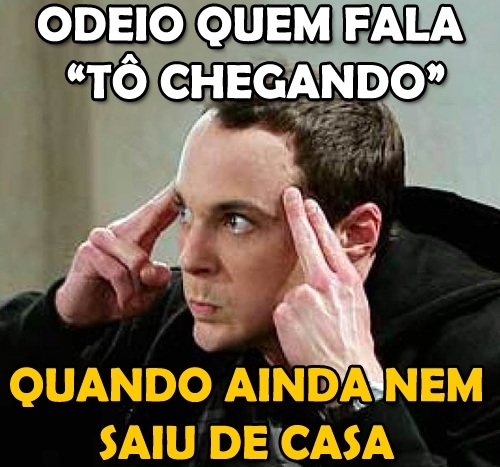 ODEIO QUEM FALA
“TÔ CHEGANDO”
QUANDO AINDA NEM
SAIU DE CASA